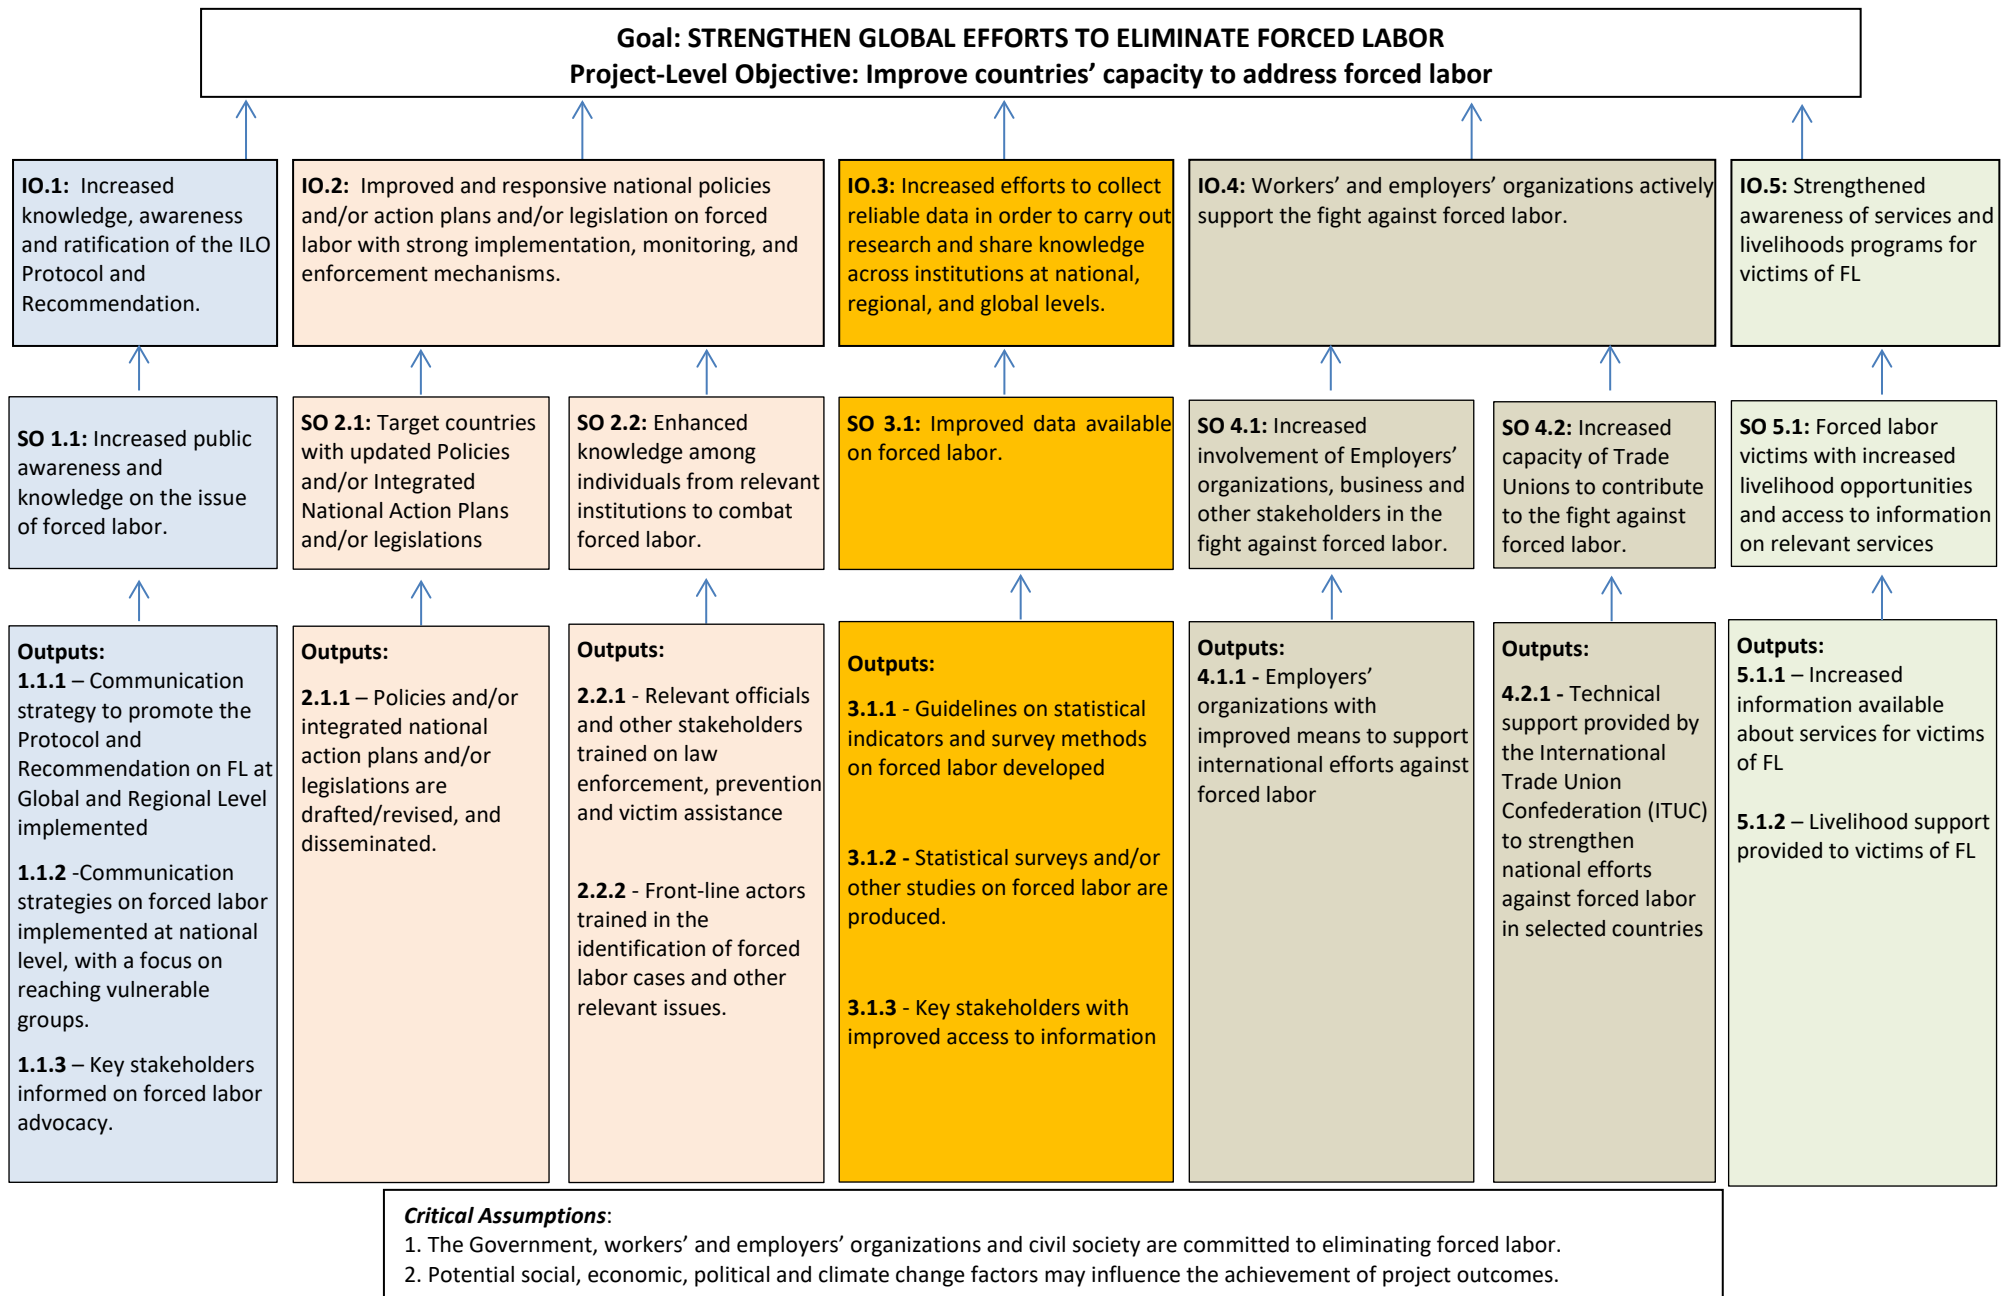 Goal: STRENGTHEN GLOBAL EFFORTS TO ELIMINATE FORCED LABOR
Project-Level Objective: Improve countries’ capacity to address forced labor
IO.1: Increased
knowledge, awareness
and ratification of the ILO
Protocol and
Recommendation.
IO.2: Improved and responsive national policies
and/or action plans and/or legislation on forced
labor with strong implementation, monitoring, and
enforcement mechanisms.
IO.3: Increased efforts to collect
reliable data in order to carry out
research and share knowledge
across institutions at national,
regional, and global levels.
IO.4: Workers’ and employers’ organizations actively
support the fight against forced labor.
IO.5: Strengthened
awareness of services and
livelihoods programs for
victims of FL
SO 1.1: Increased public
awareness and
knowledge on the issue
of forced labor.
SO 2.1: Target countries
with updated Policies
and/or Integrated
National Action Plans
and/or legislations
SO 2.2: Enhanced
knowledge among
individuals from relevant
institutions to combat
forced labor.
SO 3.1: Improved data available
on forced labor.
SO 4.1: Increased
involvement of Employers’
organizations, business and
other stakeholders in the
fight against forced labor.
SO 4.2: Increased
capacity of Trade
Unions to contribute
to the fight against
forced labor.
SO 5.1: Forced labor
victims with increased
livelihood opportunities
and access to information
on relevant services
Outputs:
1.1.1 – Communication
strategy to promote the
Protocol and
Recommendation on FL at
Global and Regional Level
implemented
1.1.2 -Communication
strategies on forced labor
implemented at national
level, with a focus on
reaching vulnerable
groups.
1.1.3 – Key stakeholders
informed on forced labor
advocacy.
Outputs:
2.1.1 – Policies and/or
integrated national
action plans and/or
legislations are
drafted/revised, and
disseminated.
Outputs:
2.2.1 - Relevant officials
and other stakeholders
trained on law
enforcement, prevention
and victim assistance
2.2.2 - Front-line actors
trained in the
identification of forced
labor cases and other
relevant issues.
Outputs:
3.1.1 - Guidelines on statistical
indicators and survey methods
on forced labor developed
3.1.2 - Statistical surveys and/or
other studies on forced labor are
produced.
3.1.3 - Key stakeholders with
improved access to information
Outputs:
4.1.1 - Employers’
organizations with
improved means to support
international efforts against
forced labor
Outputs:
4.2.1 - Technical
support provided by
the International
Trade Union
Confederation (ITUC)
to strengthen
national efforts
against forced labor
in selected countries
Outputs:
5.1.1 – Increased
information available
about services for victims
of FL
5.1.2 – Livelihood support
provided to victims of FL
Critical Assumptions:
1. The Government, workers’ and employers’ organizations and civil society are committed to eliminating forced labor.
2. Potential social, economic, political and climate change factors may influence the achievement of project outcomes.